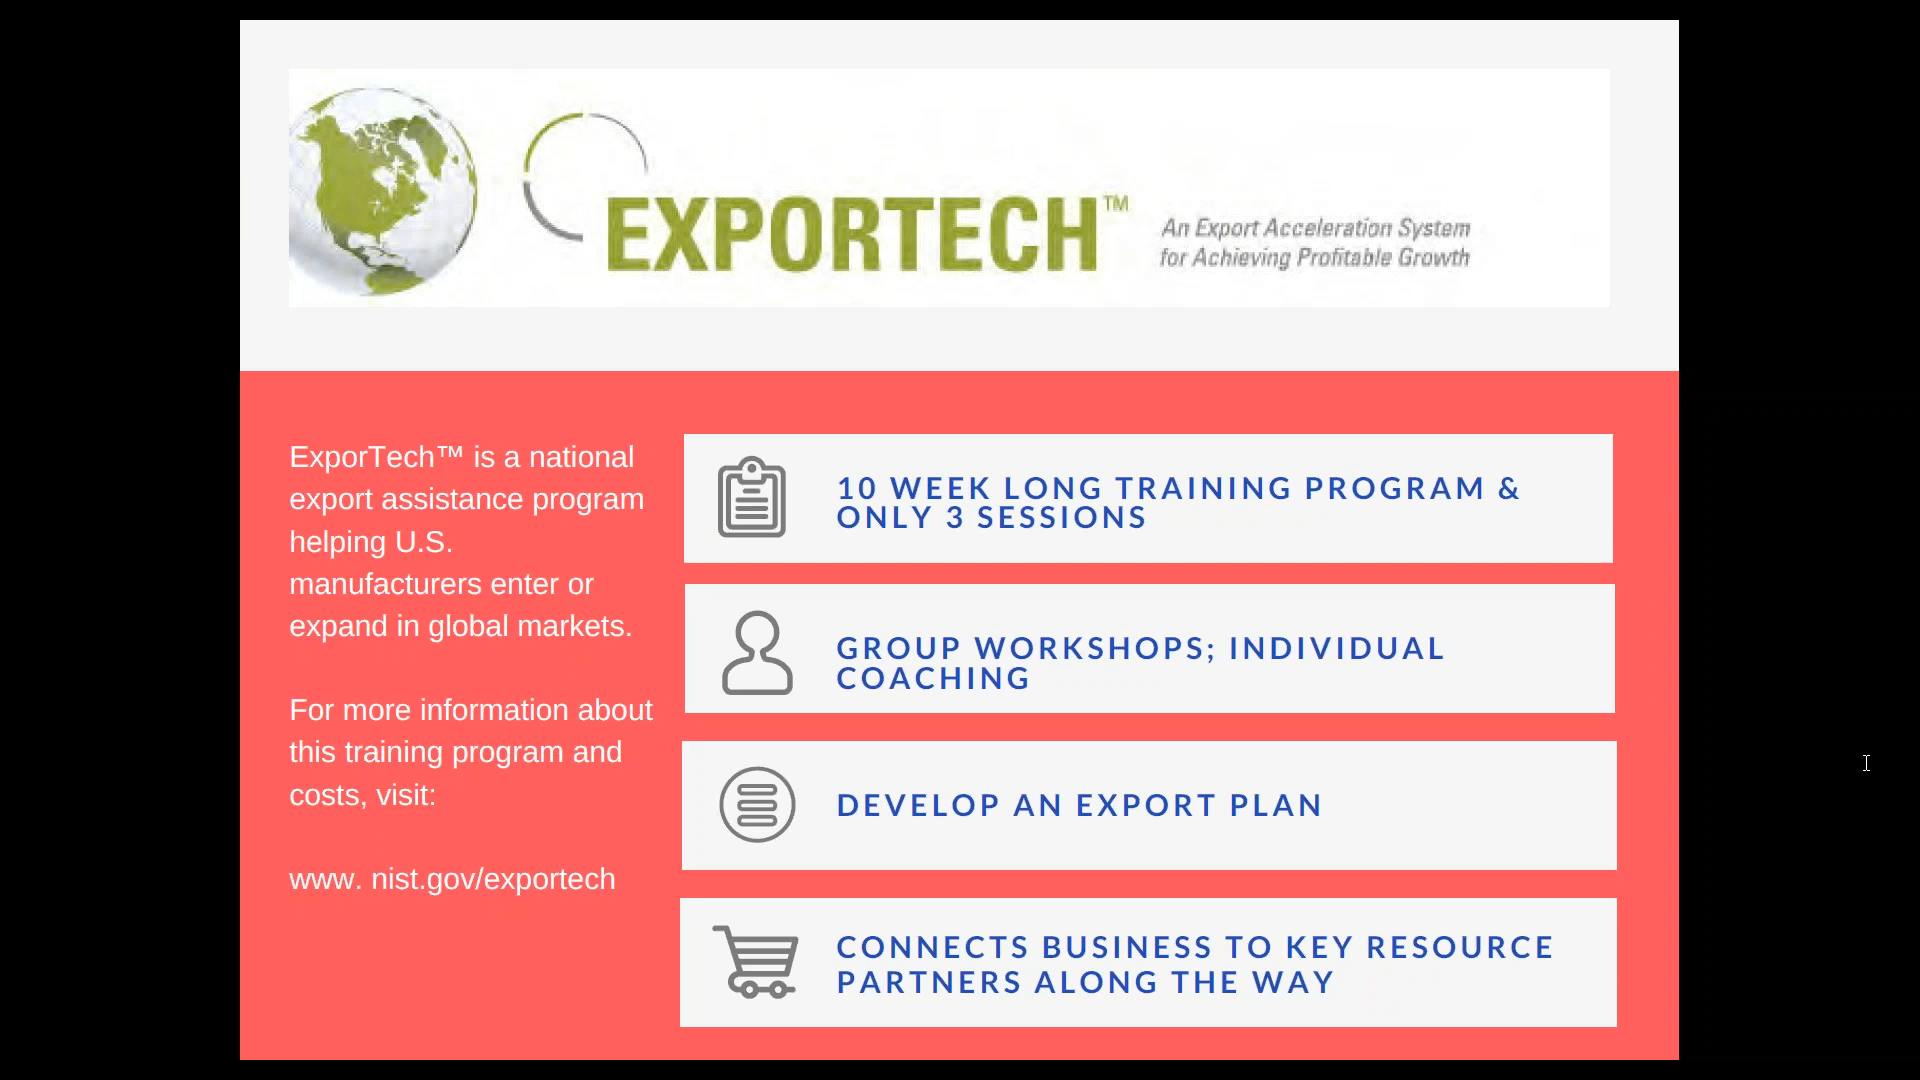 EXPORTECH™
An Export Acceleration System
for Achieving Profitable Growth
ExporTech™ is a national
export assistance program
helping U.S.
manufacturers enter or
expand in global markets.
For more information about
this training program and
costs, visit:
www. nist.gov/exportech
10 WEEK LONG TRAINING PROGRAM &
ONLY 3 SESSIONS
GROUP WORKSHOPS; INDIVIDUAL
COACHING
DEVELOP AN EXPORT PLAN
CONNECTS BUSINESS TO KEY RESOURCE
PARTNERS ALONG THE WAY